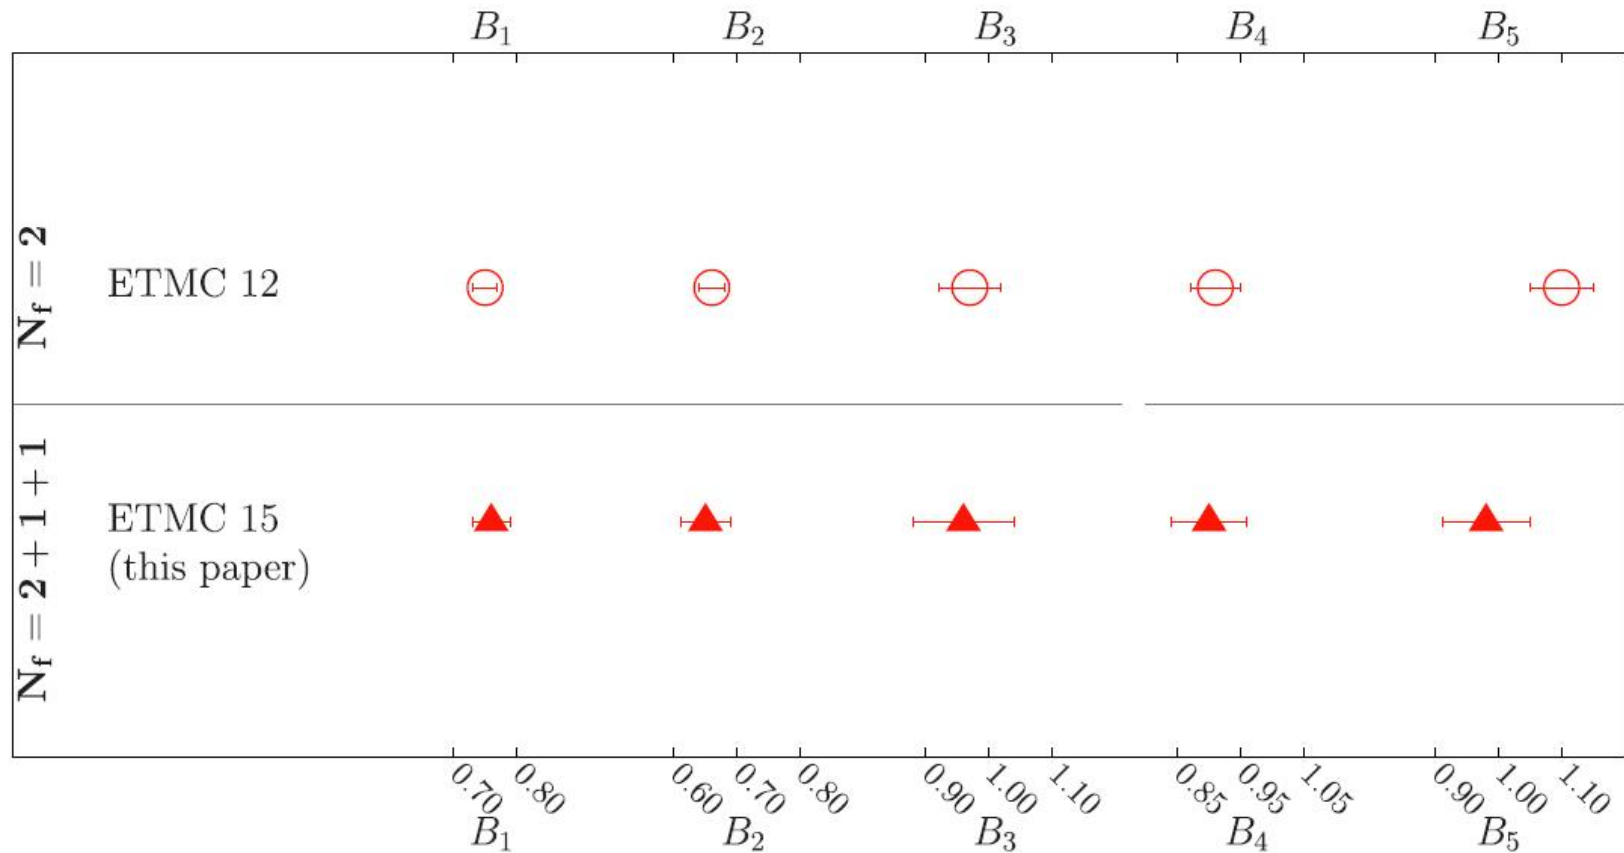 B₁ B₂ B₃ B₄ B₅
N_f = 2
ETMC 12
N_f = 2 + 1 + 1
ETMC 15
(this paper)
0.70 0.80 0.60 0.70 0.80 0.90 1.00 1.10 0.85 0.95 1.05 0.90 1.00 1.10
B₁ B₂ B₃ B₄ B₅